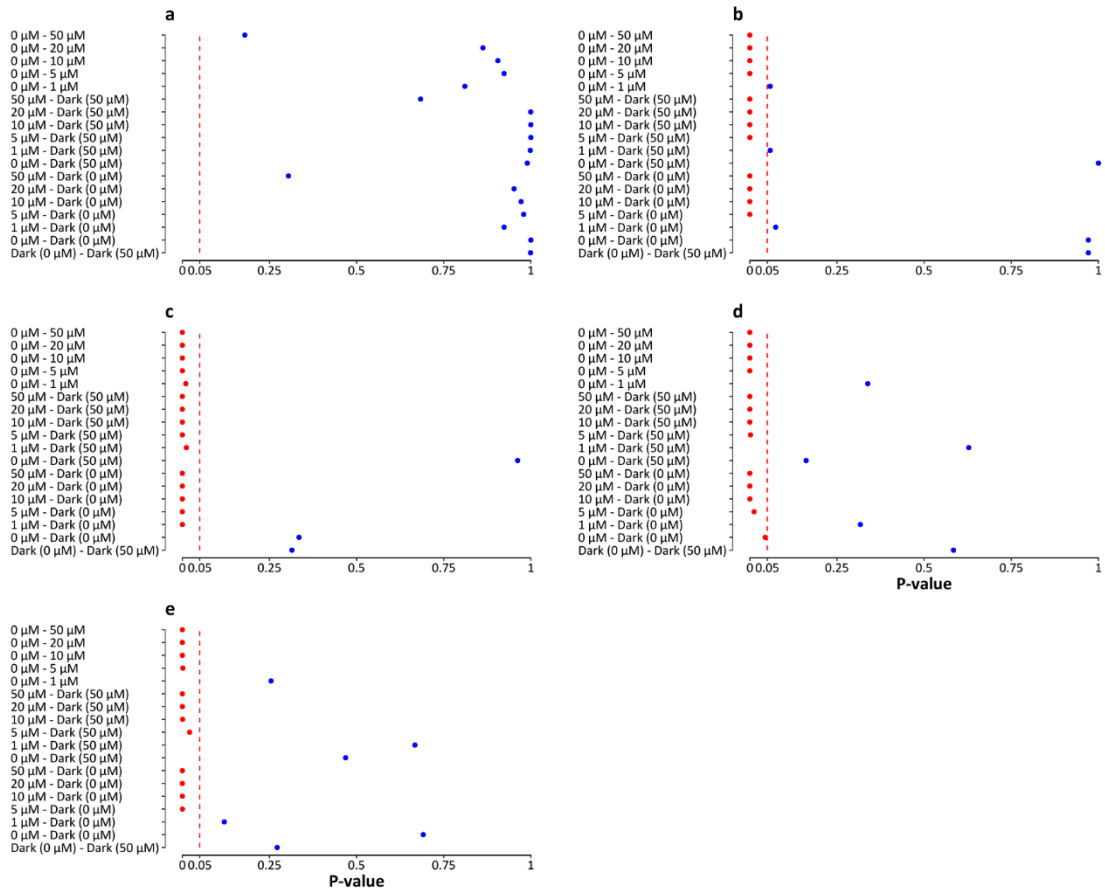 a
0 µM - 50 µM
0 µM - 20 µM
0 µM - 10 µM
0 µM - 5 µM
0 µM - 1 µM
50 µM - Dark (50 µM)
20 µM - Dark (50 µM)
10 µM - Dark (50 µM)
5 µM - Dark (50 µM)
1 µM - Dark (50 µM)
0 µM - Dark (50 µM)
50 µM - Dark (0 µM)
20 µM - Dark (0 µM)
10 µM - Dark (0 µM)
5 µM - Dark (0 µM)
1 µM - Dark (0 µM)
0 µM - Dark (0 µM)
Dark (0 µM) - Dark (50 µM)
0 0.05 0.25 0.5 0.75 1
b
0 µM - 50 µM
0 µM - 20 µM
0 µM - 10 µM
0 µM - 5 µM
0 µM - 1 µM
50 µM - Dark (50 µM)
20 µM - Dark (50 µM)
10 µM - Dark (50 µM)
5 µM - Dark (50 µM)
1 µM - Dark (50 µM)
0 µM - Dark (50 µM)
50 µM - Dark (0 µM)
20 µM - Dark (0 µM)
10 µM - Dark (0 µM)
5 µM - Dark (0 µM)
1 µM - Dark (0 µM)
0 µM - Dark (0 µM)
Dark (0 µM) - Dark (50 µM)
0 0.05 0.25 0.5 0.75 1
c
0 µM - 50 µM
0 µM - 20 µM
0 µM - 10 µM
0 µM - 5 µM
0 µM - 1 µM
50 µM - Dark (50 µM)
20 µM - Dark (50 µM)
10 µM - Dark (50 µM)
5 µM - Dark (50 µM)
1 µM - Dark (50 µM)
0 µM - Dark (50 µM)
50 µM - Dark (0 µM)
20 µM - Dark (0 µM)
10 µM - Dark (0 µM)
5 µM - Dark (0 µM)
1 µM - Dark (0 µM)
0 µM - Dark (0 µM)
Dark (0 µM) - Dark (50 µM)
0 0.05 0.25 0.5 0.75 1
d
0 µM - 50 µM
0 µM - 20 µM
0 µM - 10 µM
0 µM - 5 µM
0 µM - 1 µM
50 µM - Dark (50 µM)
20 µM - Dark (50 µM)
10 µM - Dark (50 µM)
5 µM - Dark (50 µM)
1 µM - Dark (50 µM)
0 µM - Dark (50 µM)
50 µM - Dark (0 µM)
20 µM - Dark (0 µM)
10 µM - Dark (0 µM)
5 µM - Dark (0 µM)
1 µM - Dark (0 µM)
0 µM - Dark (0 µM)
Dark (0 µM) - Dark (50 µM)
0 0.05 0.25 0.5 0.75 1
P-value
e
0 µM - 50 µM
0 µM - 20 µM
0 µM - 10 µM
0 µM - 5 µM
0 µM - 1 µM
50 µM - Dark (50 µM)
20 µM - Dark (50 µM)
10 µM - Dark (50 µM)
5 µM - Dark (50 µM)
1 µM - Dark (50 µM)
0 µM - Dark (50 µM)
50 µM - Dark (0 µM)
20 µM - Dark (0 µM)
10 µM - Dark (0 µM)
5 µM - Dark (0 µM)
1 µM - Dark (0 µM)
0 µM - Dark (0 µM)
Dark (0 µM) - Dark (50 µM)
0 0.05 0.25 0.5 0.75 1
P-value